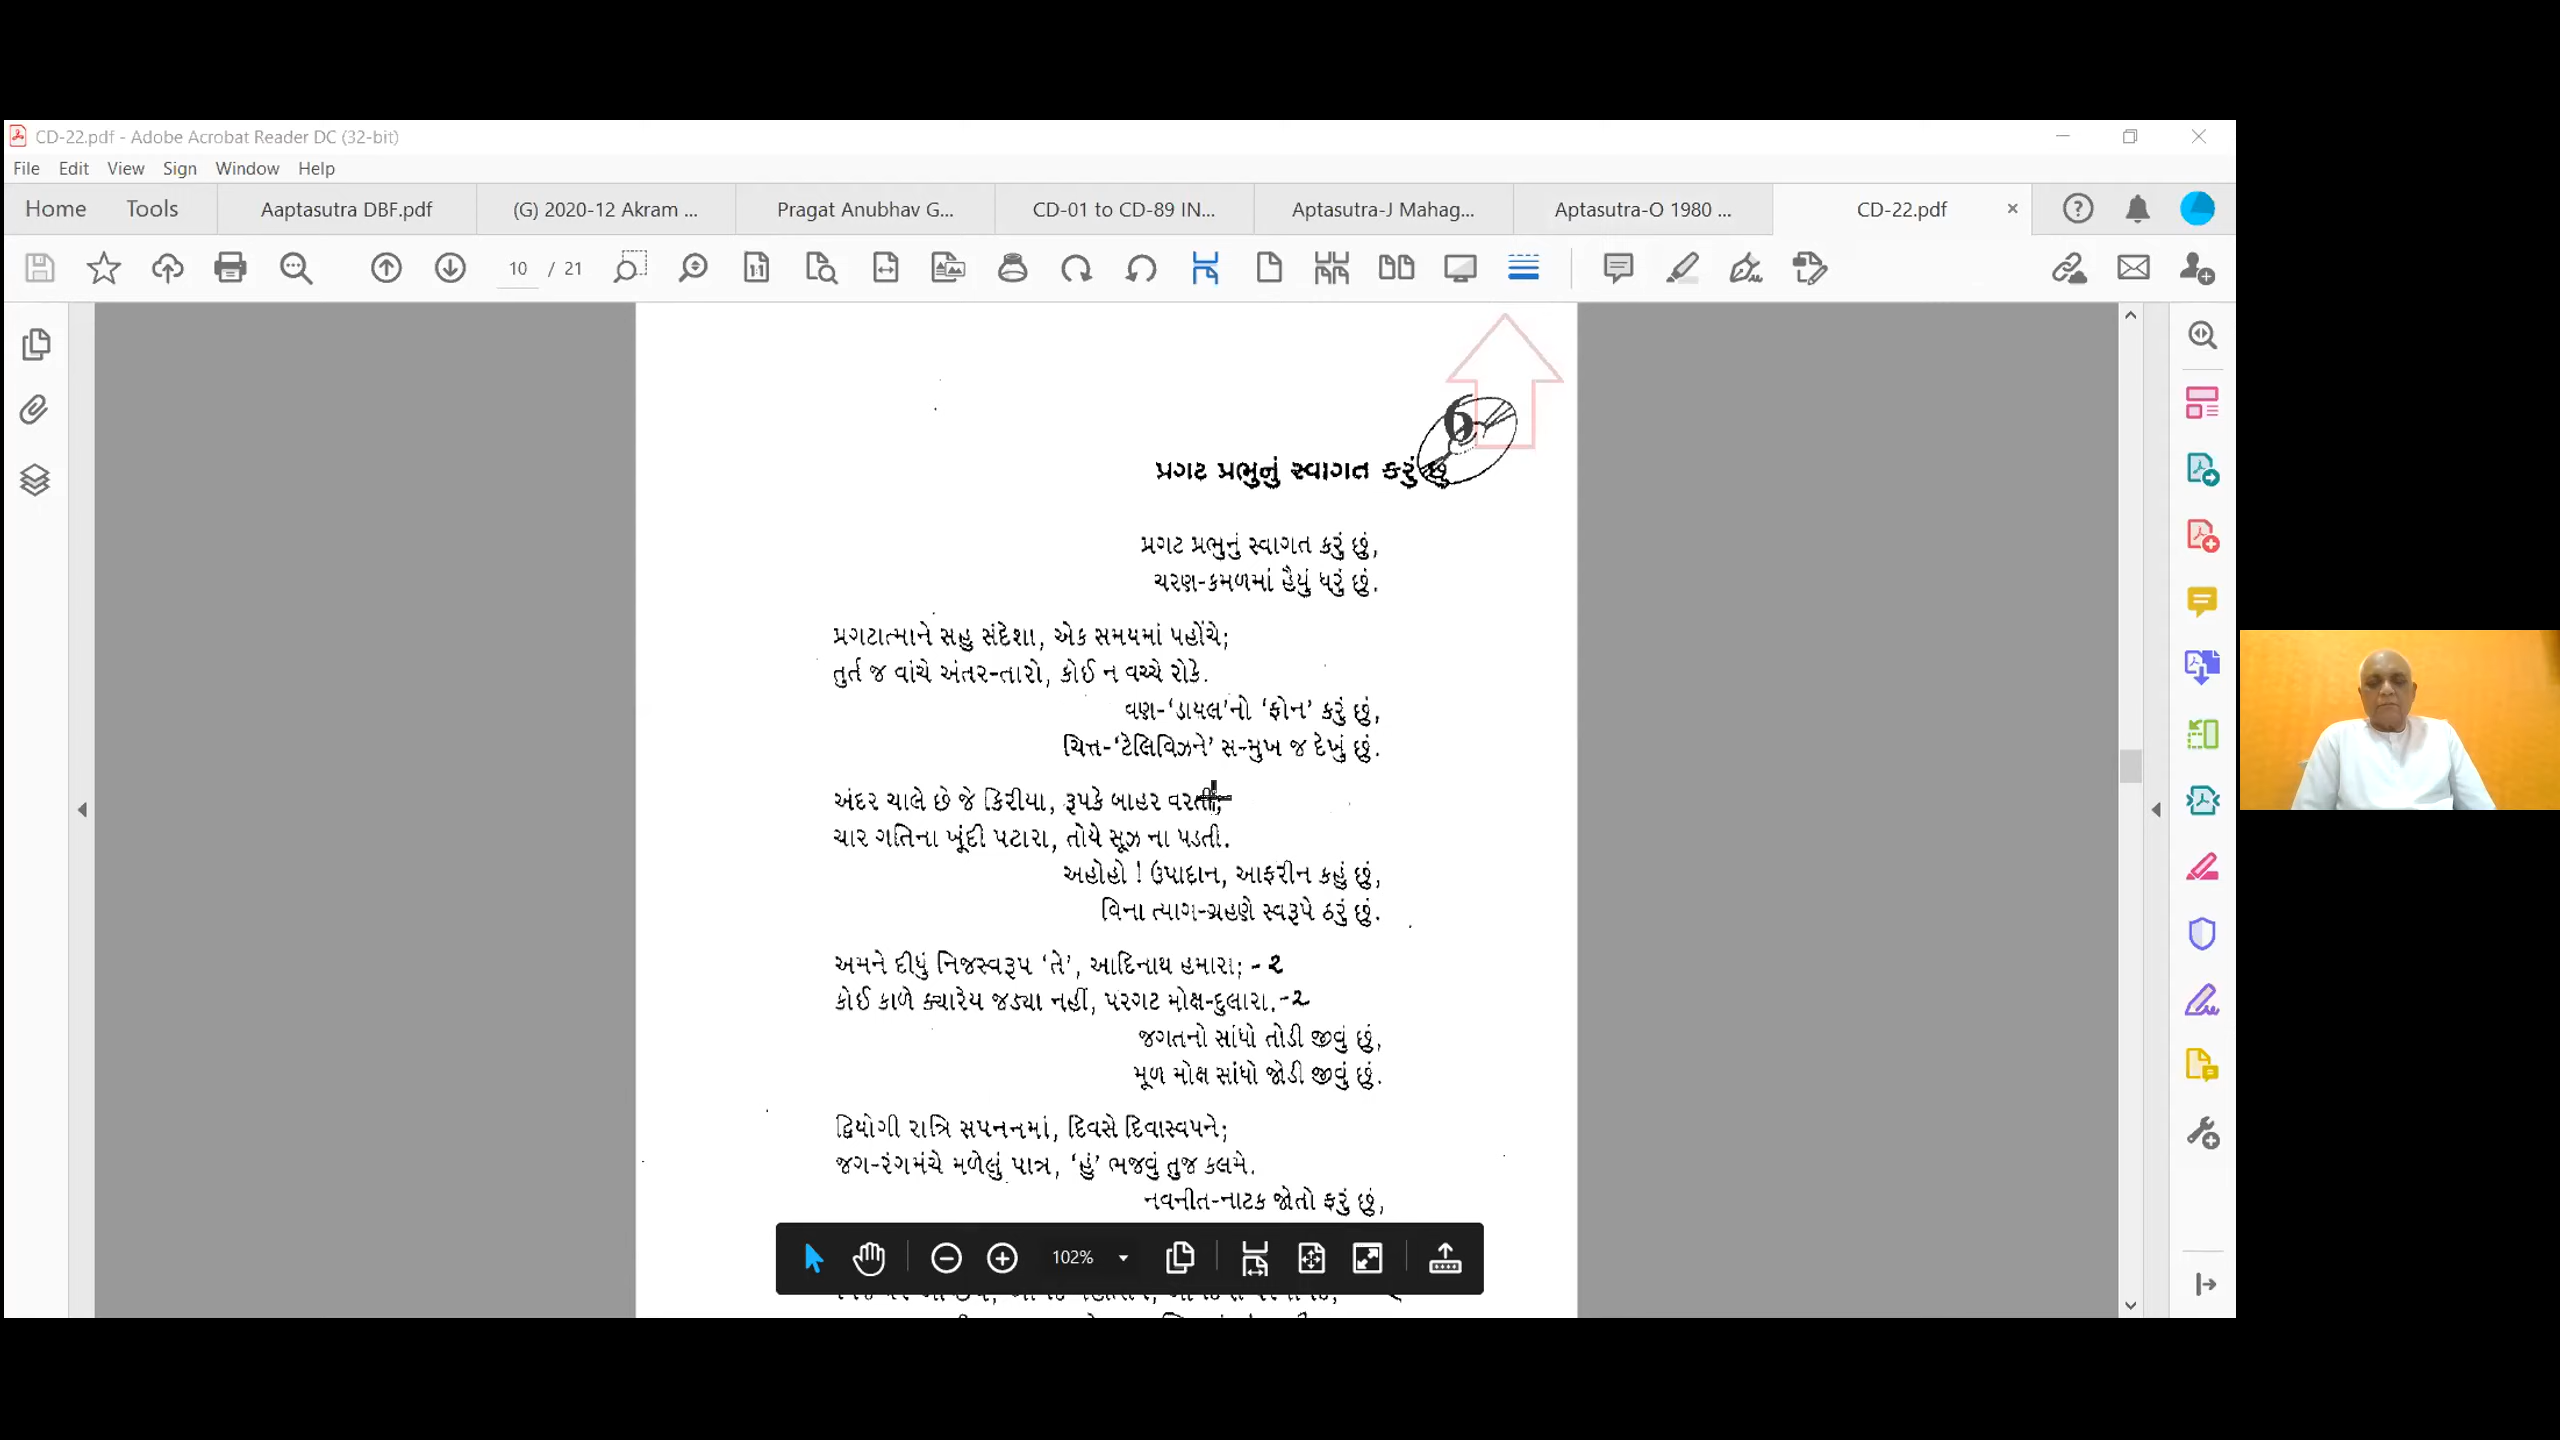 CD-22.pdf - Adobe Acrobat Reader DC (32-bit)
File Edit View Sign Window Help
Home Tools Aaptasutra DBF.pdf (G) 2020-12 Akram ... Pragat Anubhav G... CD-01 to CD-89 IN... Aptasutra-J Mahag... Aptasutra-O 1980 ... CD-22.pdf
10 / 21
6
પ્રગટ પ્રભુનું સ્વાગત કરું છું
પ્રગટ પ્રભુનું સ્વાગત કરું છું,
ચરણ-કમળમાં હૈયું ધરું છું.
પ્રગટાત્માને સહુ સંદેશા, એક સમયમાં પહોંચે;
તુર્ત જ વાંચે અંતર-તારો, કોઈ ન વચ્ચે રોકે.
વણ-‘ડાયલ’નો ‘ફોન’ કરું છું,
ચિત્ત-‘ટેલિવિઝને’ સન્મુખ જ દેખું છું.
અંદર ચાલે છે જે કિરીયા, રૂપકે બાહર
ચાર ગતિના ખૂંદી પટારા, તોયે સૂઝ ના પડતી.
અહોહો ! ઉપાદાન, આફરીન કહું છું,
વિના ત્યાગ-ગ્રહણે સ્વરૂપે ઠરું છું.
અમને દીધું નિજસ્વરૂપ ‘તે’, આદિનાથ હમારા; -૨
કોઈ કાળે ક્યારેય જડ્યા નહીં, પરગટ મોક્ષ-દુલારા. -૨
જગતનો સાંધો તોડી જીવું છું,
મૂળ મોક્ષ સાંધો જોડી જીવું છું.
દ્વિયોગી રાત્રિ સપનનમાં, દિવસે દિવાસ્વપને;
જગ-રંગમંચે મળેલું પાત્ર, ‘હું’ ભજવું તુજ કલમે.
નવનીત-નાટક જોતો ફરું છું,
102%